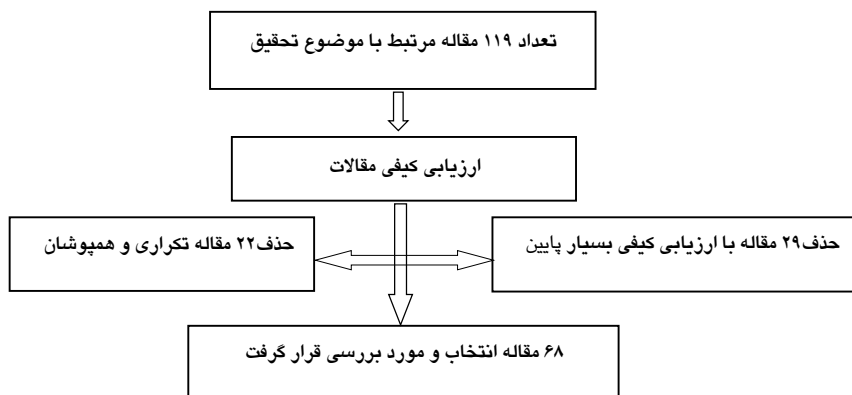 تعداد ۱۱۹ مقاله مرتبط با موضوع تحقیق
ارزیابی کیفی مقالات
حذف۲۹ مقاله با ارزیابی کیفی بسیار پایین
حذف۲۲ مقاله تکراری و همپوشان
۶۸ مقاله انتخاب و مورد بررسی قرار گرفت